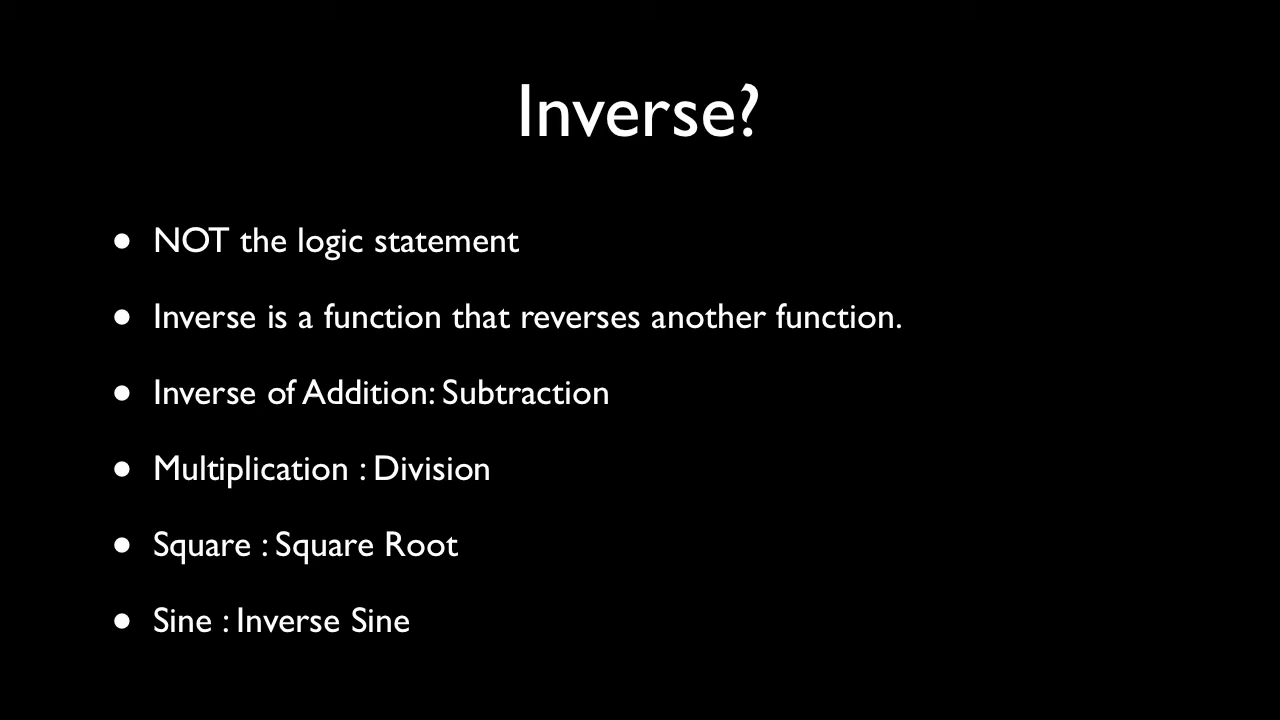 Inverse?
• NOT the logic statement
• Inverse is a function that reverses another function.
• Inverse of Addition: Subtraction
• Multiplication : Division
• Square : Square Root
• Sine : Inverse Sine